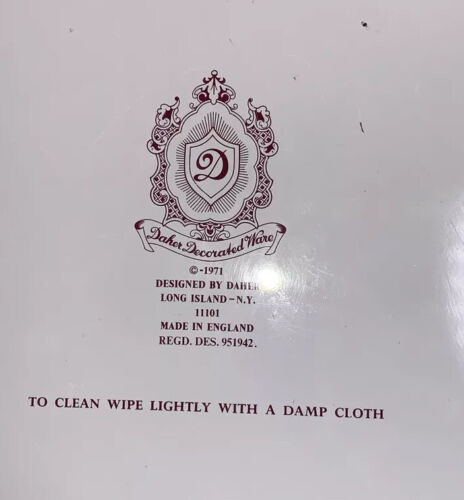 D
Daher Decorated Ware
©-1971
DESIGNED BY DAHER
LONG ISLAND-N.Y.
11101
MADE IN ENGLAND
REGD. DES. 951942.
TO CLEAN WIPE LIGHTLY WITH A DAMP CLOTH